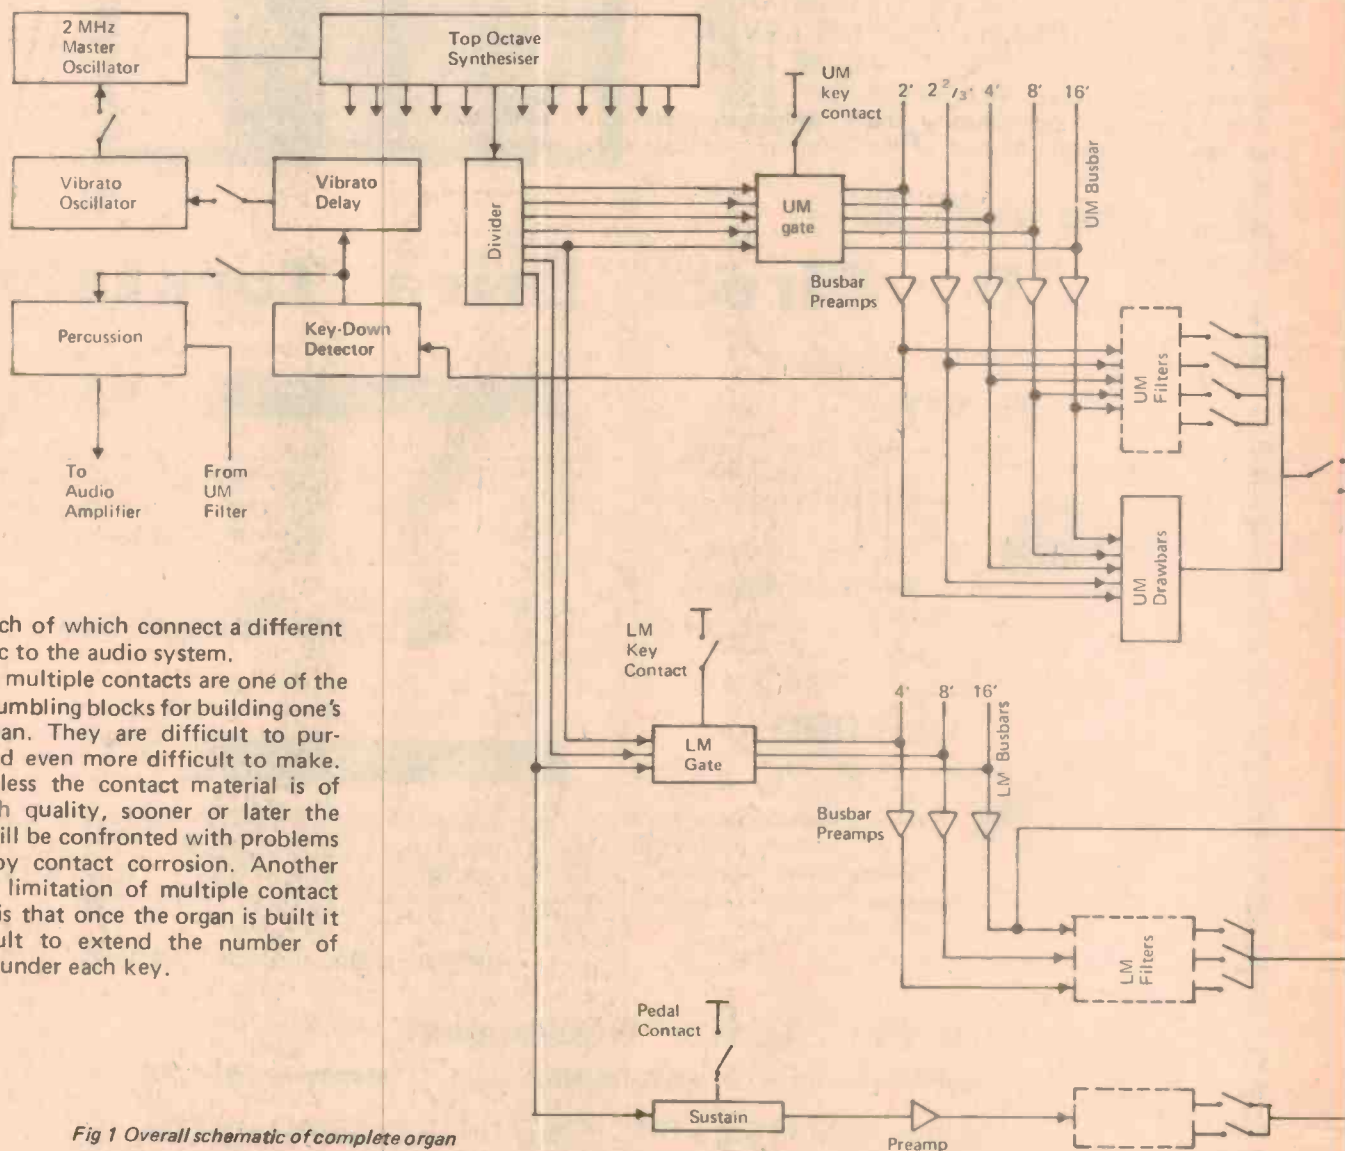 2 MHz
Master
Oscillator
Top Octave
Synthesiser
UM
key
contact
2' 2 2/3' 4' 8' 16'
UM Busbar
Vibrato
Oscillator
Vibrato
Delay
Divider
UM
gate
Busbar
Preamps
Percussion
Key-Down
Detector
UM
Filters
To
Audio
Amplifier
From
UM
Filter
UM
Drawbars
ch of which connect a different
c to the audio system.
multiple contacts are one of the
umbling blocks for building one's
an. They are difficult to pur-
d even more difficult to make.
less the contact material is of
h quality, sooner or later the
ill be confronted with problems
by contact corrosion. Another
limitation of multiple contact
is that once the organ is built it
ult to extend the number of
under each key.
LM
Key
Contact
4' 8' 16'
LM Busbars
LM
Gate
Busbar
Preamps
LM
Filters
Pedal
Contact
Sustain
Preamp
Fig 1 Overall schematic of complete organ